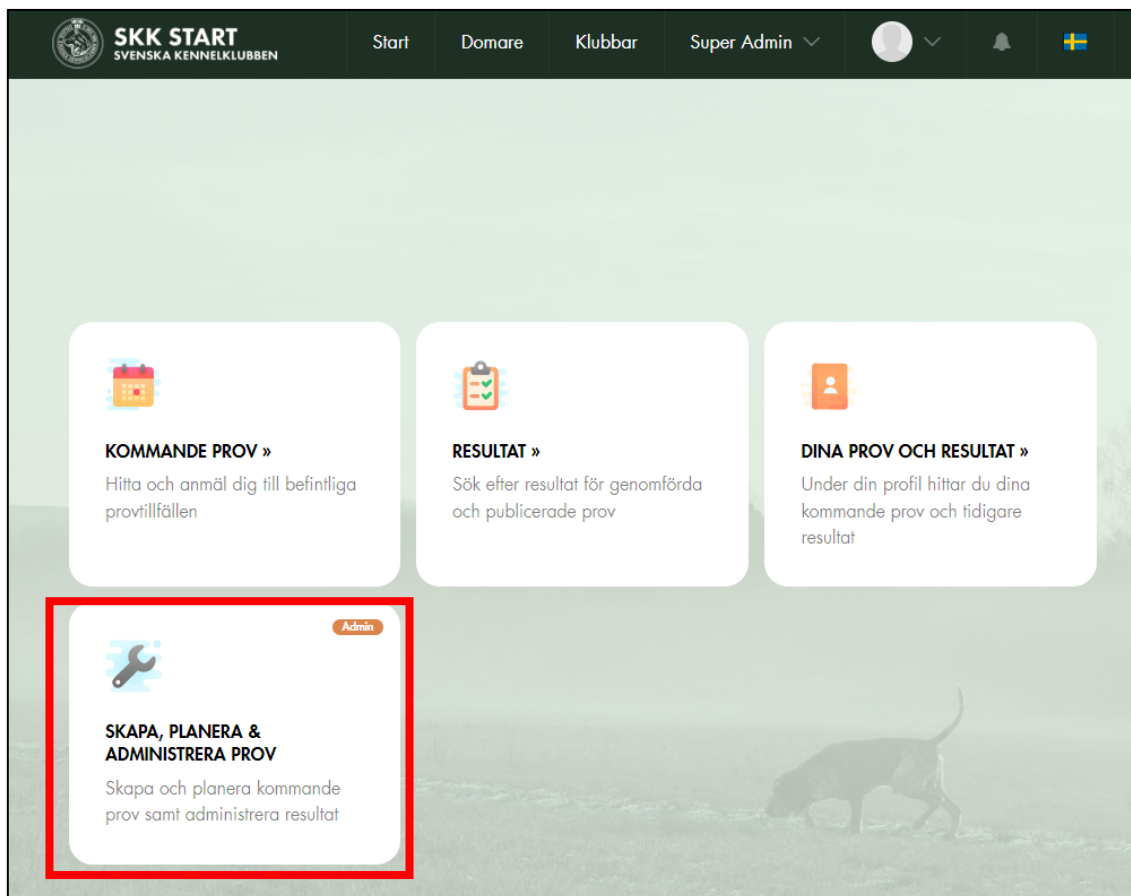 SKK START
SVENSKA KENNELKLUBBEN
Start
Domare
Klubbar
Super Admin
KOMMANDE PROV »
Hitta och anmäl dig till befintliga
provtillfällen
RESULTAT »
Sök efter resultat för genomförda
och publicerade prov
DINA PROV OCH RESULTAT »
Under din profil hittar du dina
kommande prov och tidigare
resultat
Admin
SKAPA, PLANERA &
ADMINISTRERA PROV
Skapa och planera kommande
prov samt administrera resultat